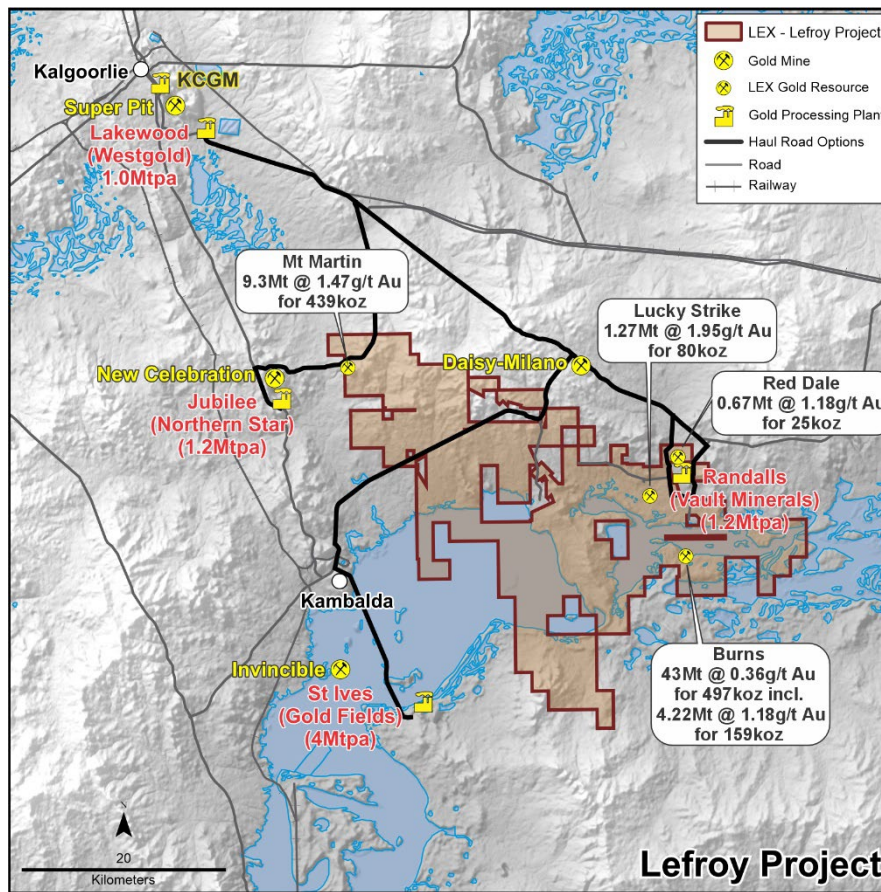 LEX - Lefroy Project
Gold Mine
LEX Gold Resource
Gold Processing Plant
Haul Road Options
Road
Railway
Kalgoorlie
KCGM
Super Pit
Lakewood
(Westgold)
1.0Mtpa
Mt Martin
9.3Mt @ 1.47g/t Au
for 439koz
Lucky Strike
1.27Mt @ 1.95g/t Au
for 80koz
Daisy-Milano
New Celebration
Jubilee
(Northern Star)
(1.2Mtpa)
Red Dale
0.67Mt @ 1.18g/t Au
for 25koz
Randalls
(Vault Minerals)
(1.2Mtpa)
Kambalda
Invincible
St Ives
(Gold Fields)
(4Mtpa)
Burns
43Mt @ 0.36g/t Au
for 497koz incl.
4.22Mt @ 1.18g/t Au
for 159koz
N
20
Kilometers
Lefroy Project